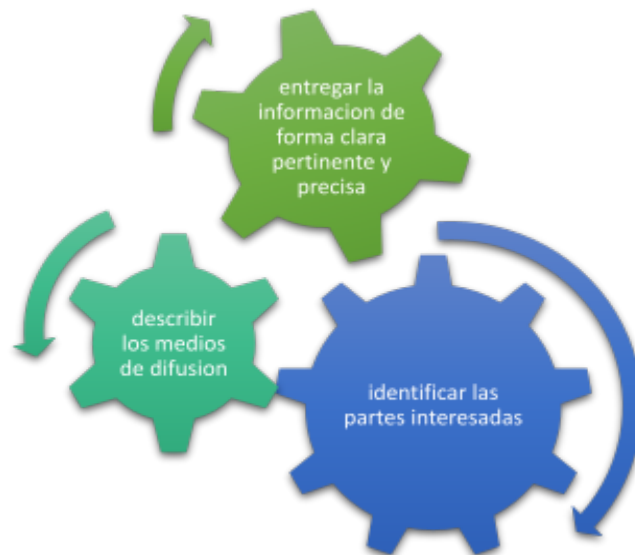 entregar la
informacion de
forma clara
pertinente y
precisa
describir
los medios
de difusion
identificar las
partes interesadas